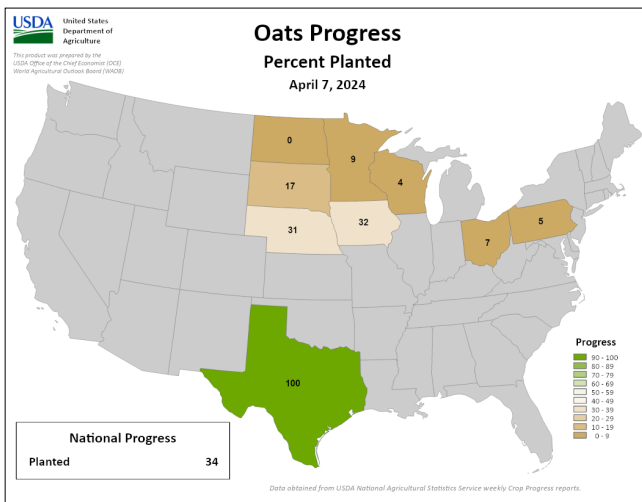 USDA
United States
Department of
Agriculture
This product was prepared by the
USDA Office of the Chief Economist (OCE)
World Agricultural Outlook Board (WAOB)
Oats Progress
Percent Planted
April 7, 2024
0
9
4
17
31
32
7
5
100
Progress
90 - 100
80 - 89
70 - 79
60 - 69
50 - 59
40 - 49
30 - 39
20 - 29
10 - 19
0 - 9
National Progress
Planted 34
Data obtained from USDA National Agricultural Statistics Service weekly Crop Progress reports.